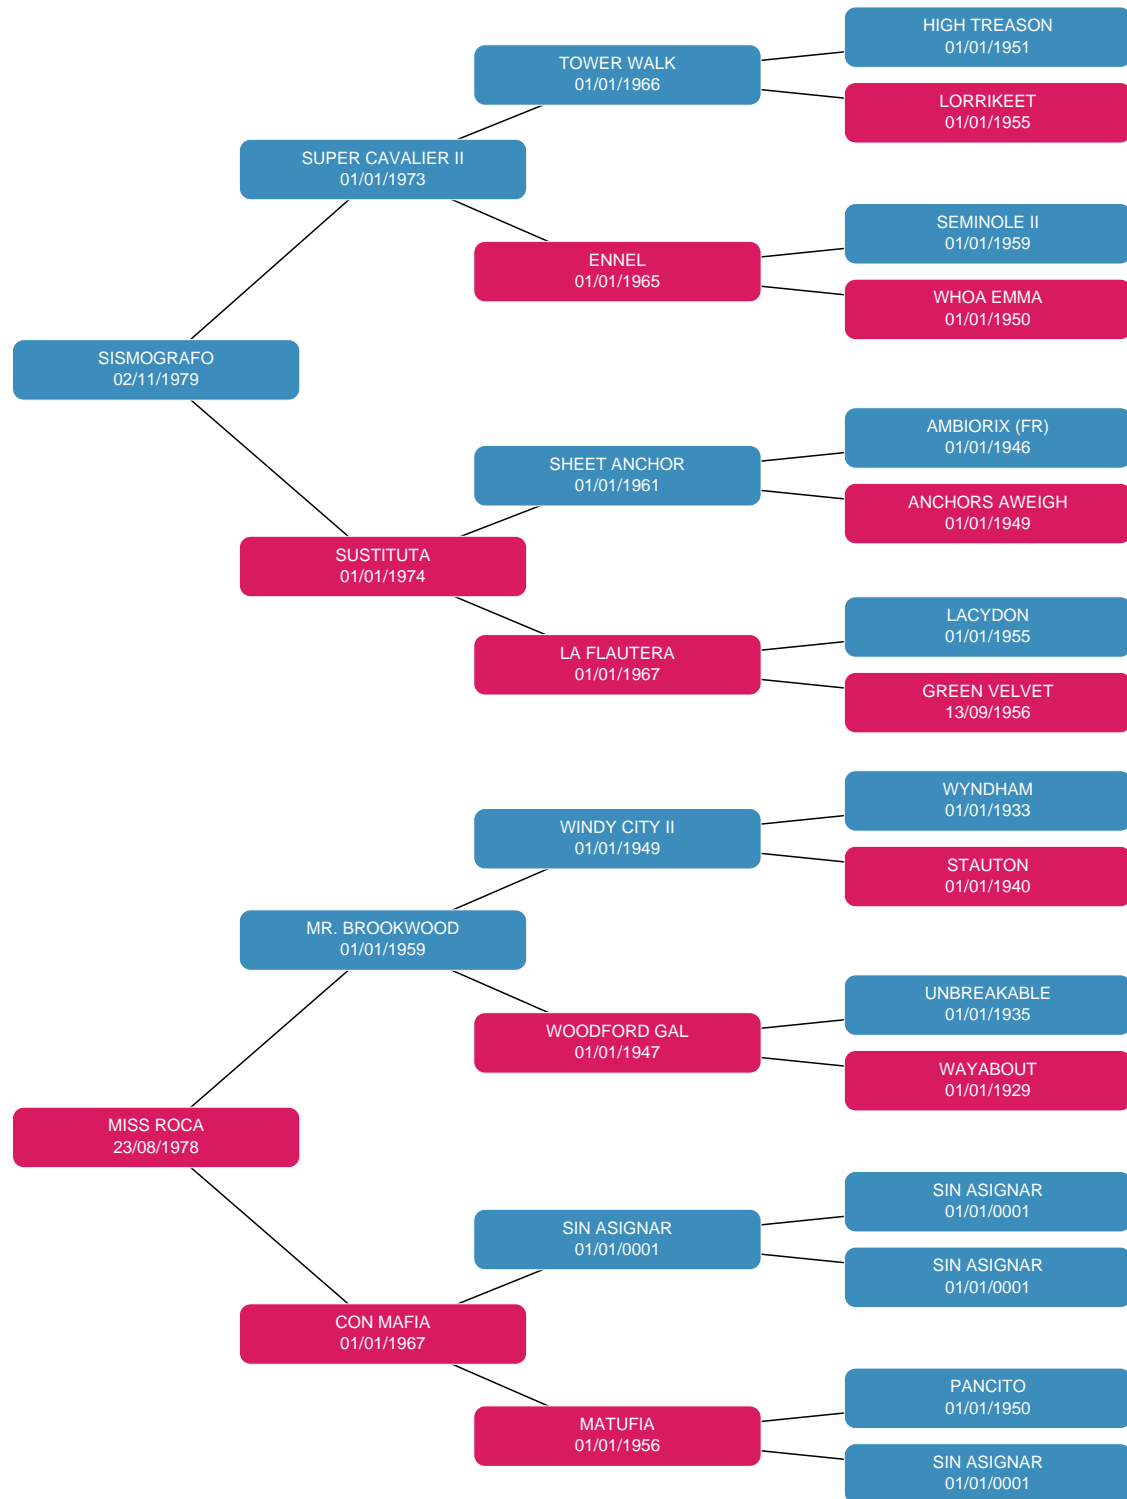 HIGH TREASON
01/01/1951
TOWER WALK
01/01/1966
LORRIKEET
01/01/1955
SUPER CAVALIER II
01/01/1973
SEMINOLE II
01/01/1959
ENNEL
01/01/1965
WHOA EMMA
01/01/1950
SISMOGRAFO
02/11/1979
AMBIORIX (FR)
01/01/1946
SHEET ANCHOR
01/01/1961
ANCHORS AWEIGH
01/01/1949
SUSTITUTA
01/01/1974
LACYDON
01/01/1955
LA FLAUTERA
01/01/1967
GREEN VELVET
13/09/1956
WYNDHAM
01/01/1933
WINDY CITY II
01/01/1949
STAUTON
01/01/1940
MR. BROOKWOOD
01/01/1959
UNBREAKABLE
01/01/1935
WOODFORD GAL
01/01/1947
WAYABOUT
01/01/1929
MISS ROCA
23/08/1978
SIN ASIGNAR
01/01/0001
SIN ASIGNAR
01/01/0001
SIN ASIGNAR
01/01/0001
CON MAFIA
01/01/1967
PANCITO
01/01/1950
MATUFIA
01/01/1956
SIN ASIGNAR
01/01/0001